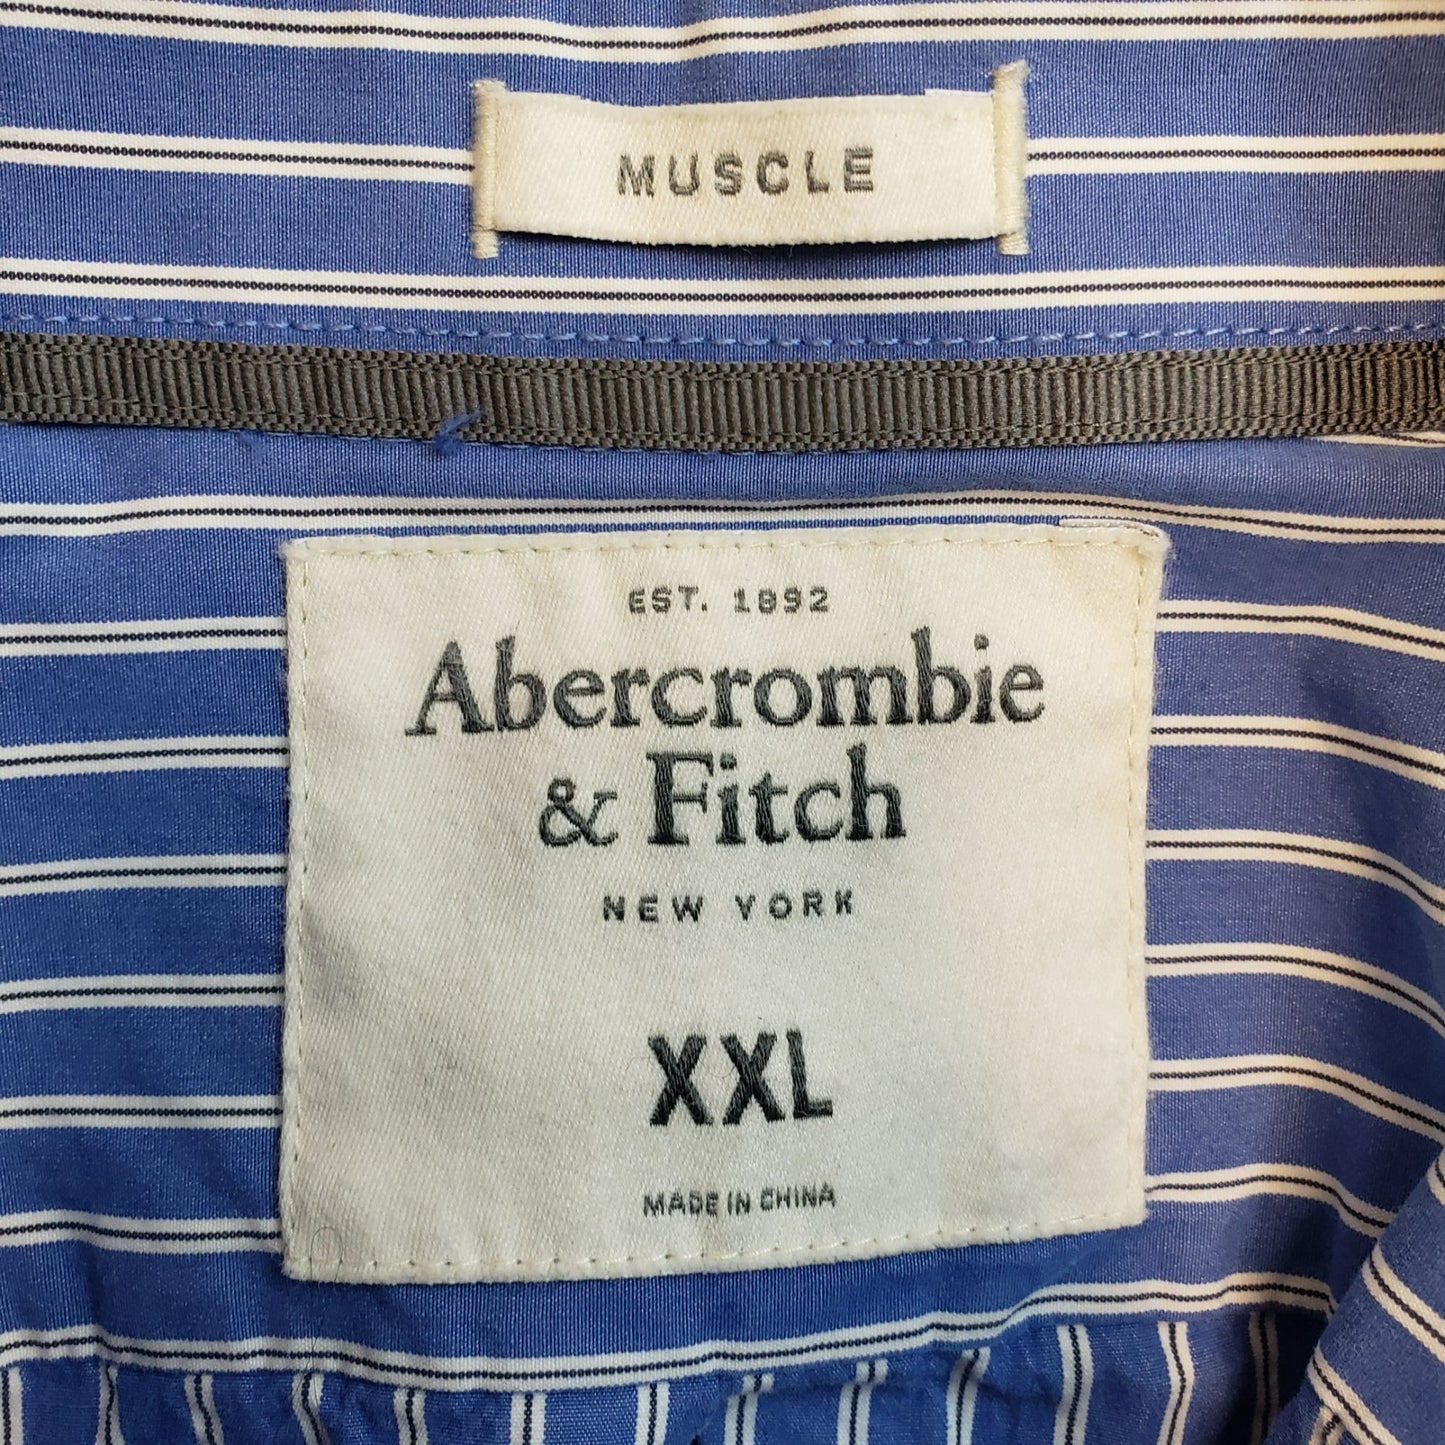 MUSCLE
EST. 1892
Abercrombie
& Fitch
NEW YORK
XXL
MADE IN CHINA